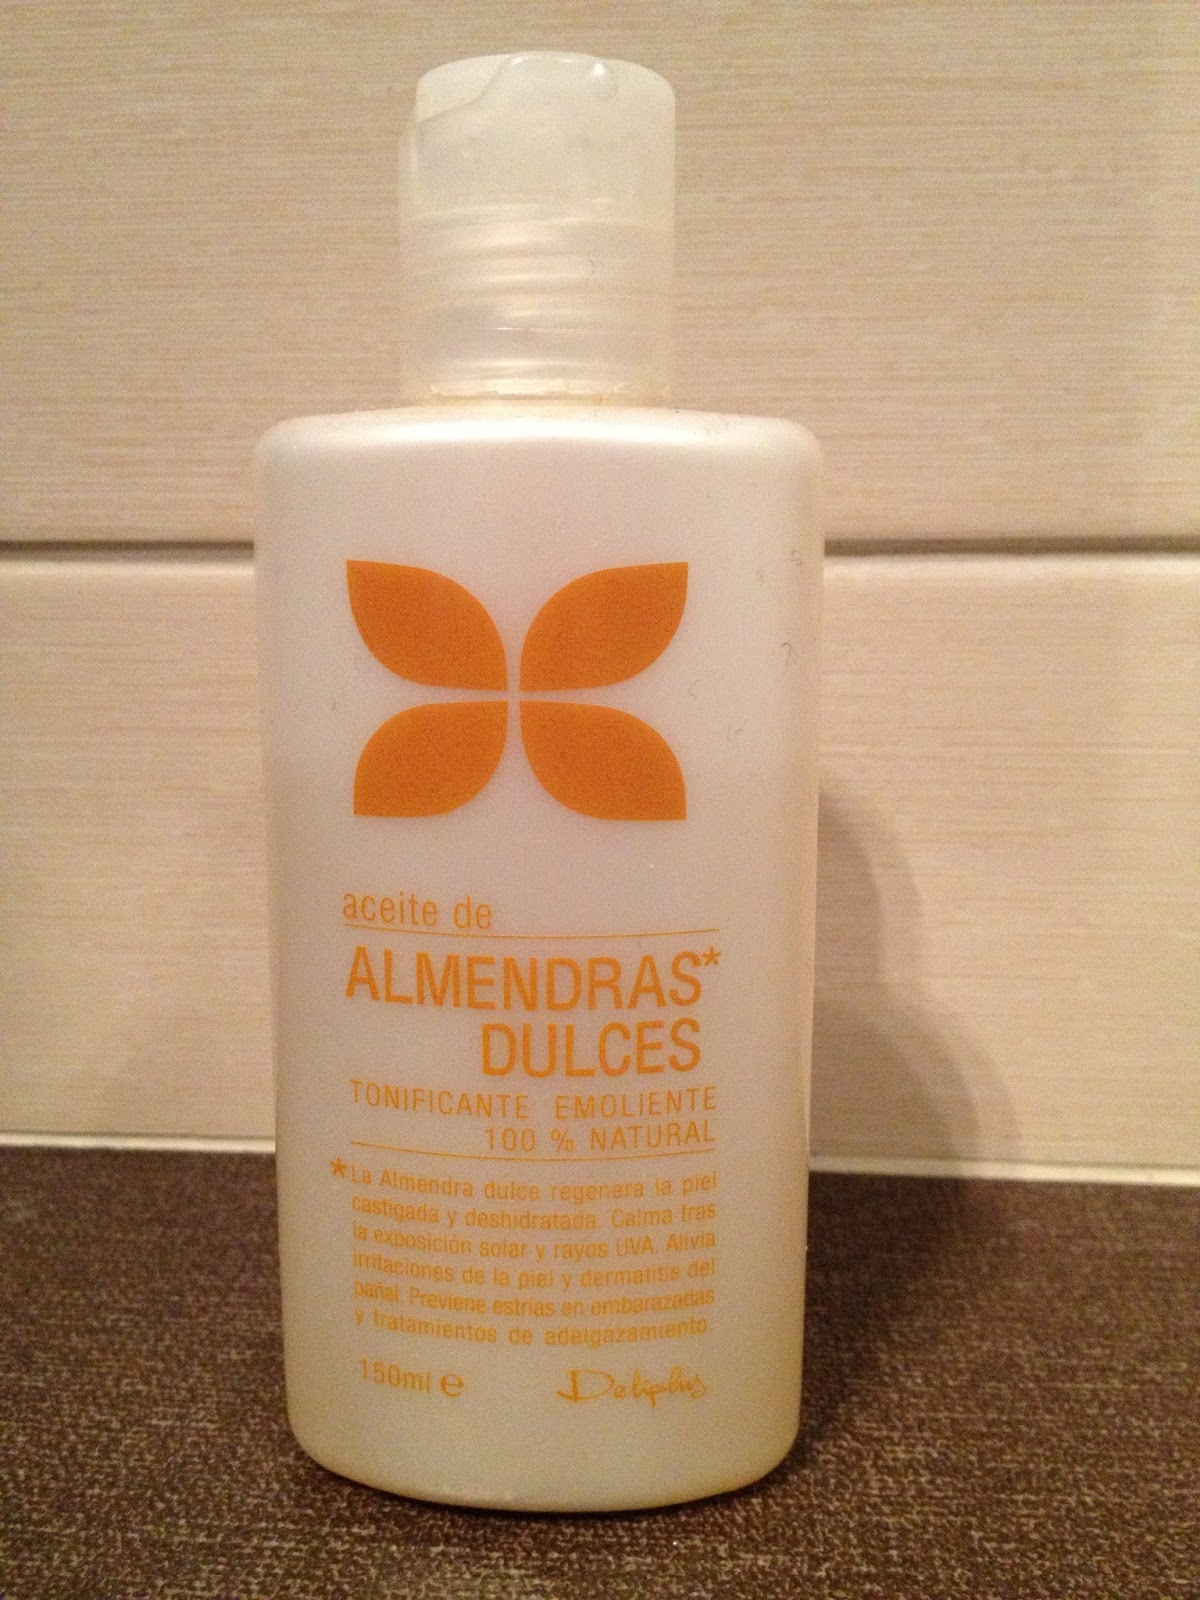 aceite de
ALMENDRAS*
DULCES
TONIFICANTE EMOLIENTE
100 % NATURAL
*La Almendra dulce regenera la piel
castigada y deshidratada. Calma tras
la exposición solar y rayos UVA. Alivia
irritaciones de la piel y dermatitis del
pañal. Previene estrias en embarazadas
y tratamientos de adelgazamiento.
150ml e Deliplus